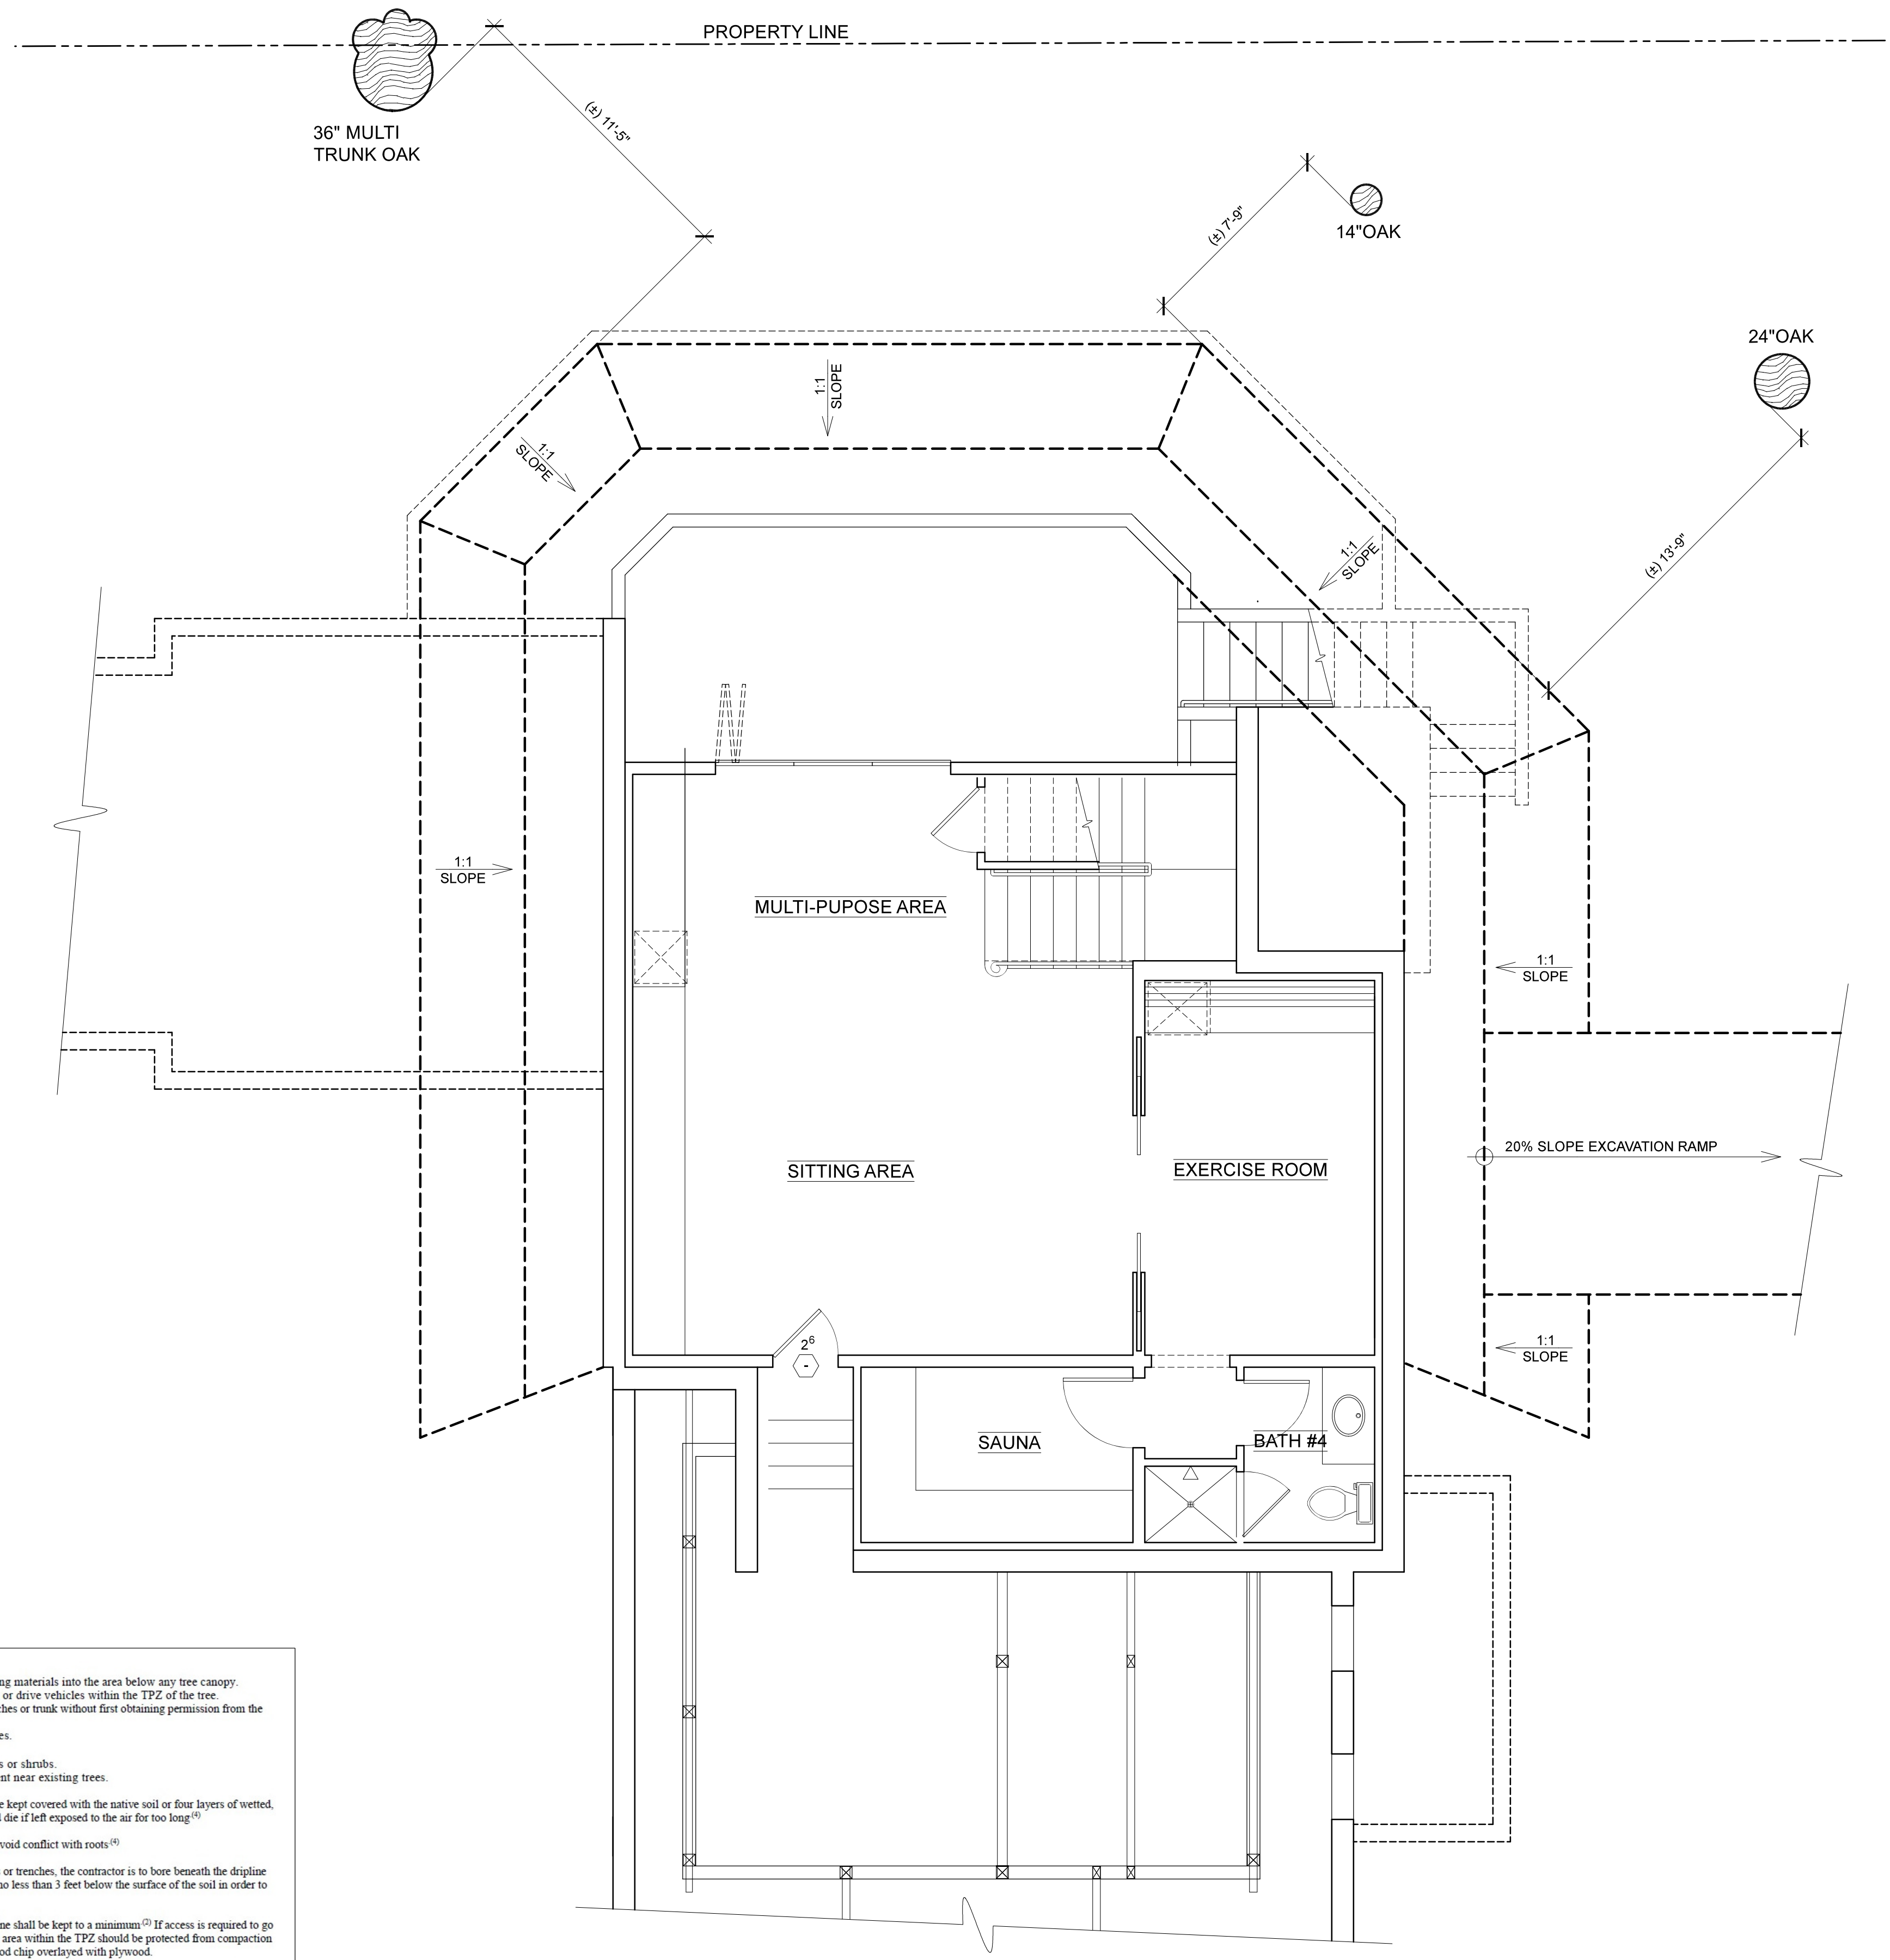 PROPERTY LINE
36" MULTI
TRUNK OAK
(±) 11'-5"
(±) 7'-9"
14"OAK
24"OAK
(±) 13'-9"
1:1
SLOPE
1:1
SLOPE
1:1
SLOPE
1:1
SLOPE
MULTI-PUPOSE AREA
1:1
SLOPE
20% SLOPE EXCAVATION RAMP
SITTING AREA
EXERCISE ROOM
2⁶
-
1:1
SLOPE
SAUNA
BATH #4
ng materials into the area below any tree canopy.
or drive vehicles within the TPZ of the tree.
ches or trunk without first obtaining permission from the
es.
s or shrubs.
nt near existing trees.
e kept covered with the native soil or four layers of wetted,
d die if left exposed to the air for too long.(4)
void conflict with roots.(4)
s or trenches, the contractor is to bore beneath the dripline
no less than 3 feet below the surface of the soil in order to
ne shall be kept to a minimum.(2) If access is required to go
area within the TPZ should be protected from compaction
od chip overlayed with plywood.